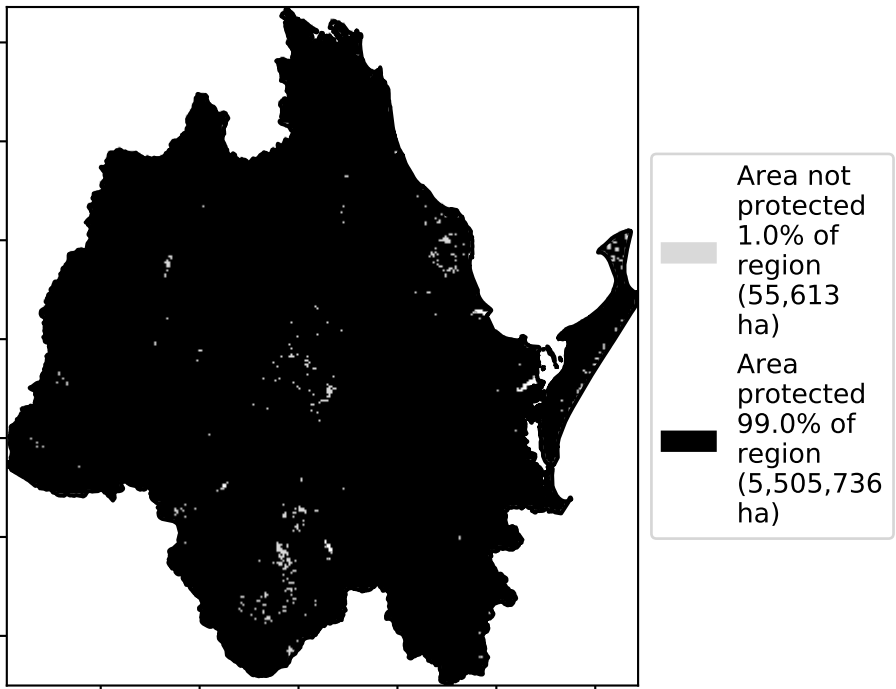 Area not
protected
1.0% of
region
(55,613
ha)
Area
protected
99.0% of
region
(5,505,736
ha)